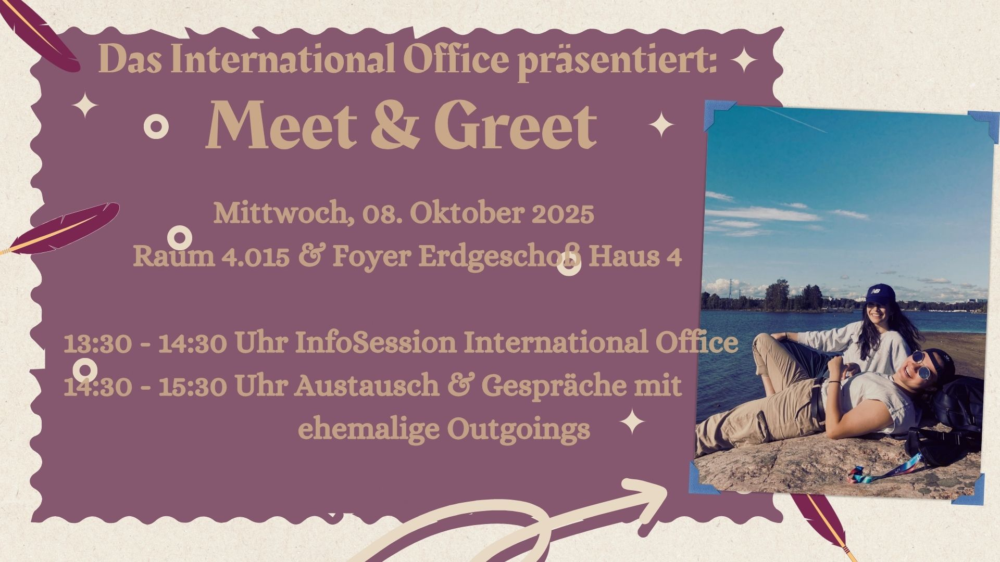 Das International Office präsentiert:
Meet & Greet
Mittwoch, 08. Oktober 2025
Raum 4.015 & Foyer Erdgeschoß Haus 4
13:30 - 14:30 Uhr InfoSession International Office
14:30 - 15:30 Uhr Austausch & Gespräche mit
ehemalige Outgoings
NB